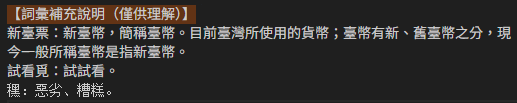 【詞彙補充說明（僅供理解）】
新臺票：新臺幣，簡稱臺幣。目前臺灣所使用的貨幣；臺幣有新、舊臺幣之分，現
今一般所稱臺幣是指新臺幣。
試看覓：試試看。
䆀：惡劣、糟糕。